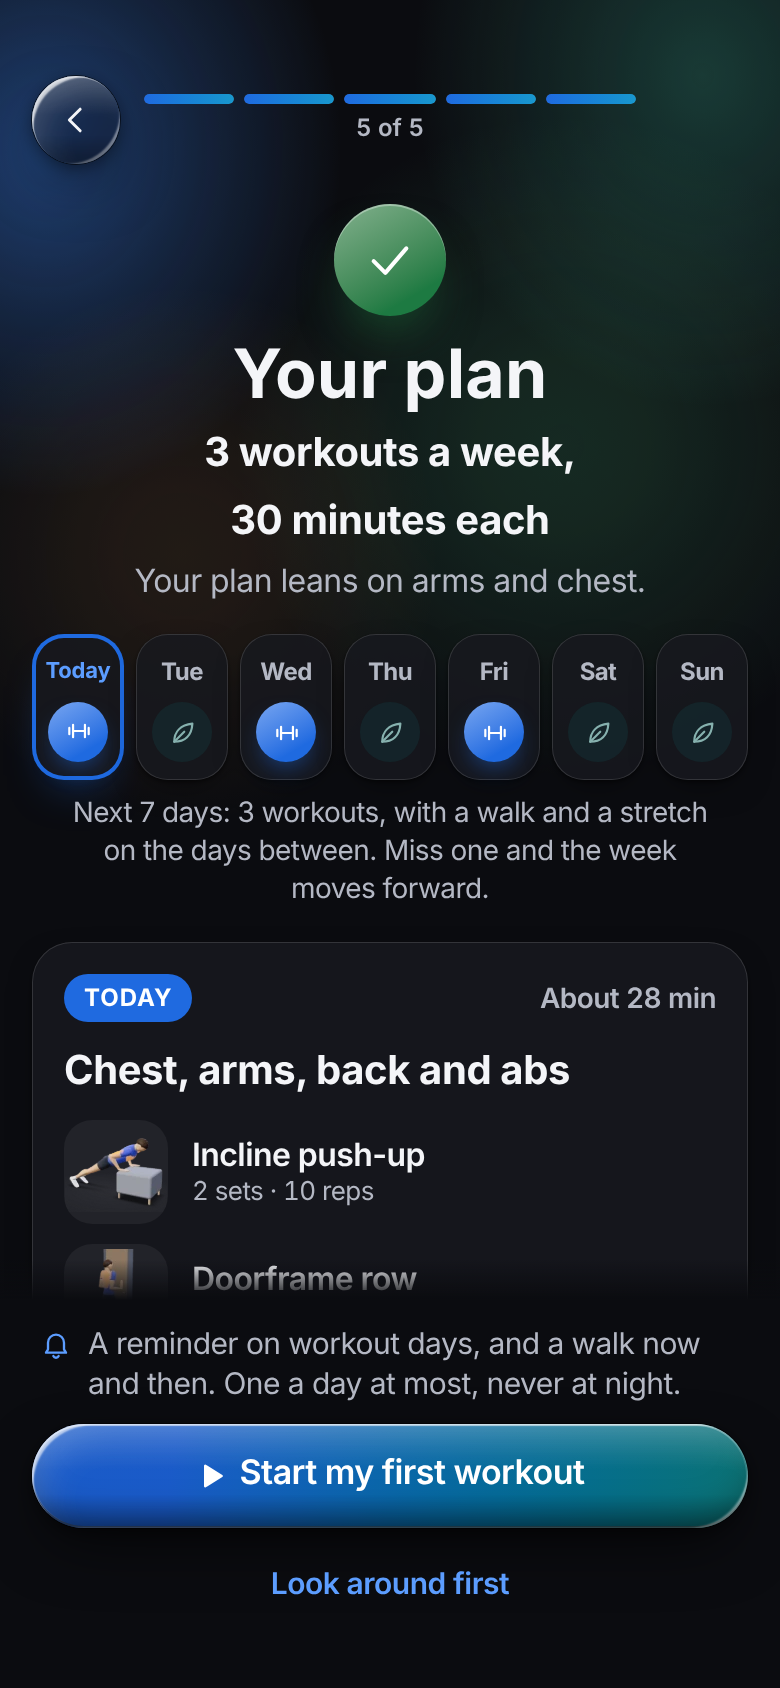 5 of 5
Your plan
3 workouts a week,
30 minutes each
Your plan leans on arms and chest.
Today Tue Wed Thu Fri Sat Sun
Next 7 days: 3 workouts, with a walk and a stretch
on the days between. Miss one and the week
moves forward.
TODAY About 28 min
Chest, arms, back and abs
Incline push-up
2 sets · 10 reps
Doorframe row
A reminder on workout days, and a walk now
and then. One a day at most, never at night.
Start my first workout
Look around first